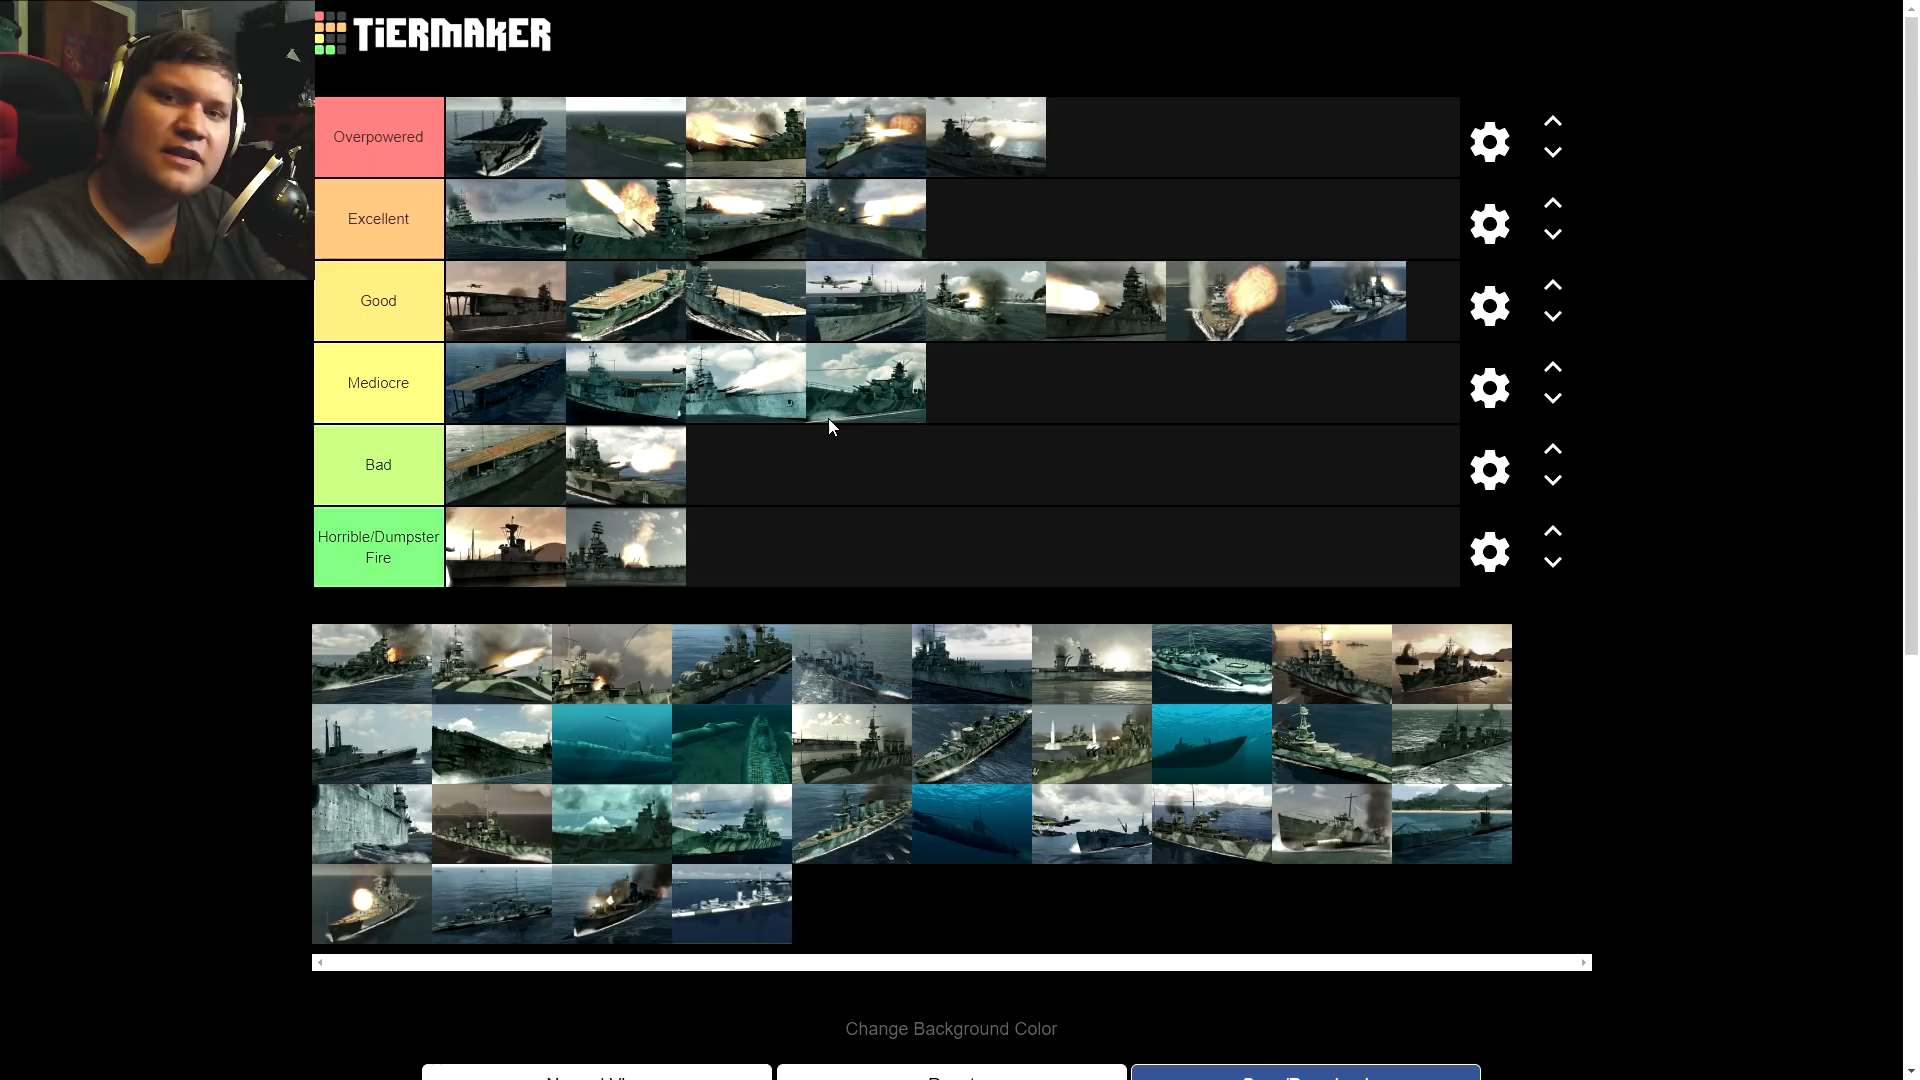 TiERMAKER
Overpowered
Excellent
Good
Mediocre
Bad
Horrible/Dumpster
Fire
Change Background Color